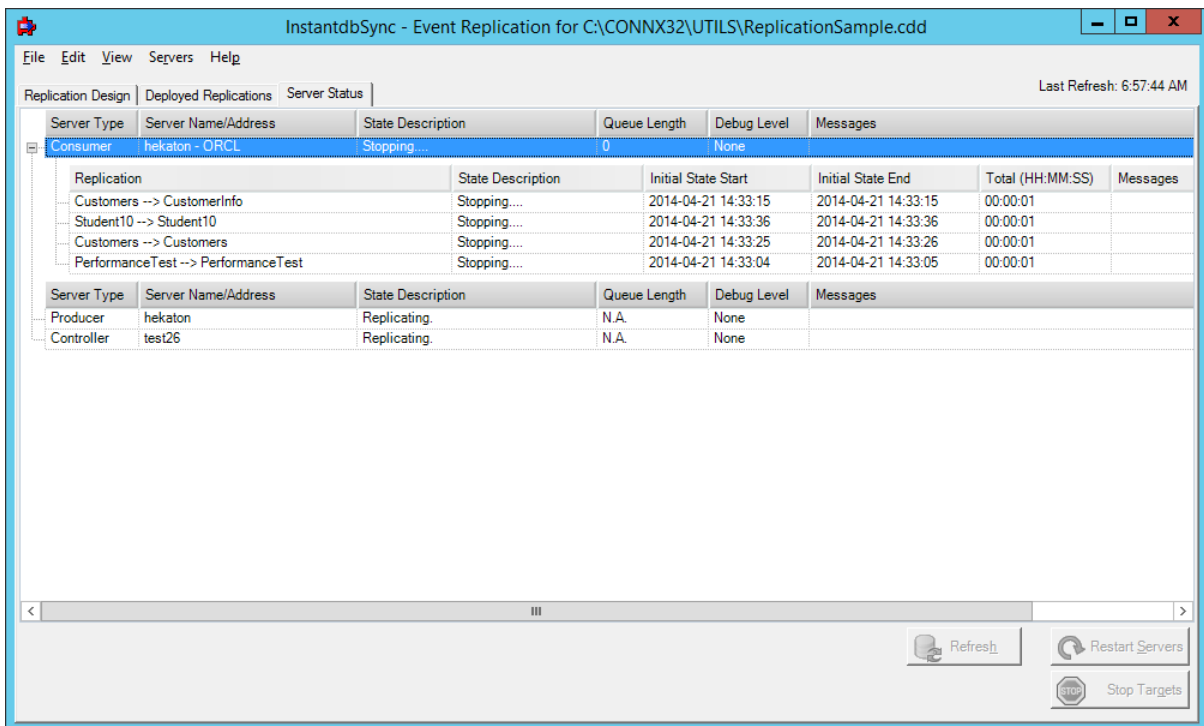 InstantdbSync - Event Replication for C:\CONNX32\UTILS\ReplicationSample.cdd
File Edit View Servers Help
Replication Design Deployed Replications Server Status Last Refresh: 6:57:44 AM
Server Type Server Name/Address State Description Queue Length Debug Level Messages
Consumer hekaton - ORCL Stopping.... 0 None
Replication State Description Initial State Start Initial State End Total (HH:MM:SS) Messages
Customers --> CustomerInfo Stopping.... 2014-04-21 14:33:15 2014-04-21 14:33:15 00:00:01
Student10 --> Student10 Stopping.... 2014-04-21 14:33:36 2014-04-21 14:33:36 00:00:01
Customers --> Customers Stopping.... 2014-04-21 14:33:25 2014-04-21 14:33:26 00:00:01
PerformanceTest --> PerformanceTest Stopping.... 2014-04-21 14:33:04 2014-04-21 14:33:05 00:00:01
Server Type Server Name/Address State Description Queue Length Debug Level Messages
Producer hekaton Replicating. N.A. None
Controller test26 Replicating. N.A. None
Refresh Restart Servers
STOP Stop Targets